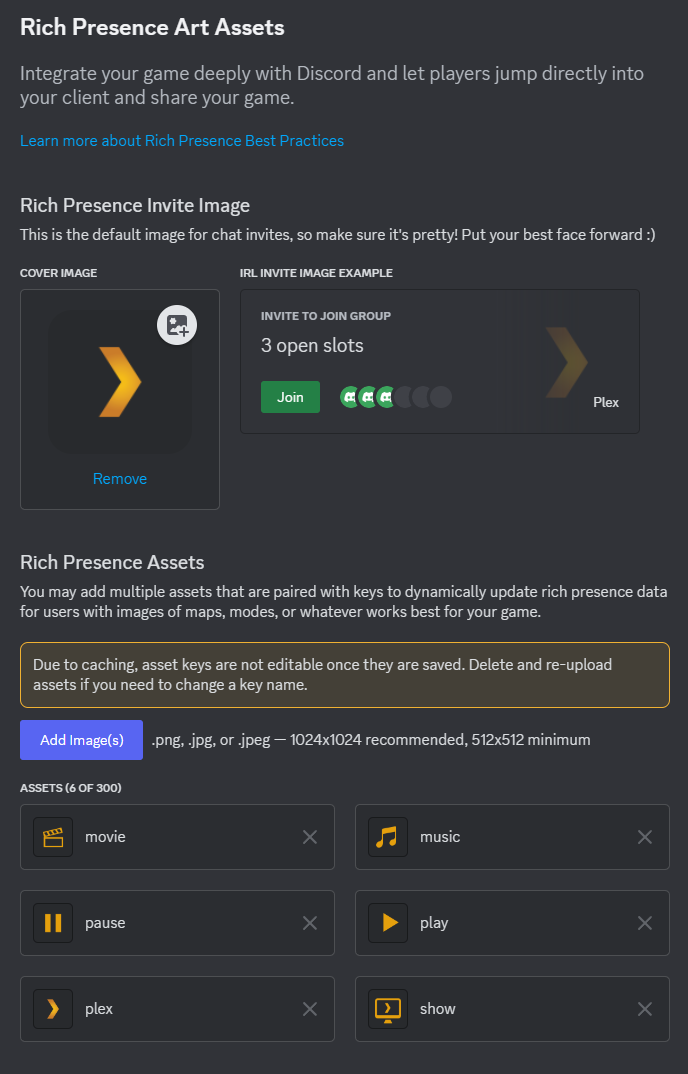 Rich Presence Art Assets
Integrate your game deeply with Discord and let players jump directly into
your client and share your game.
Learn more about Rich Presence Best Practices
Rich Presence Invite Image
This is the default image for chat invites, so make sure it's pretty! Put your best face forward :)
COVER IMAGE
Remove
IRL INVITE IMAGE EXAMPLE
INVITE TO JOIN GROUP
3 open slots
Join
Plex
Rich Presence Assets
You may add multiple assets that are paired with keys to dynamically update rich presence data
for users with images of maps, modes, or whatever works best for your game.
Due to caching, asset keys are not editable once they are saved. Delete and re-upload
assets if you need to change a key name.
Add Image(s) .png, .jpg, or .jpeg — 1024x1024 recommended, 512x512 minimum
ASSETS (6 OF 300)
movie
music
pause
play
plex
show